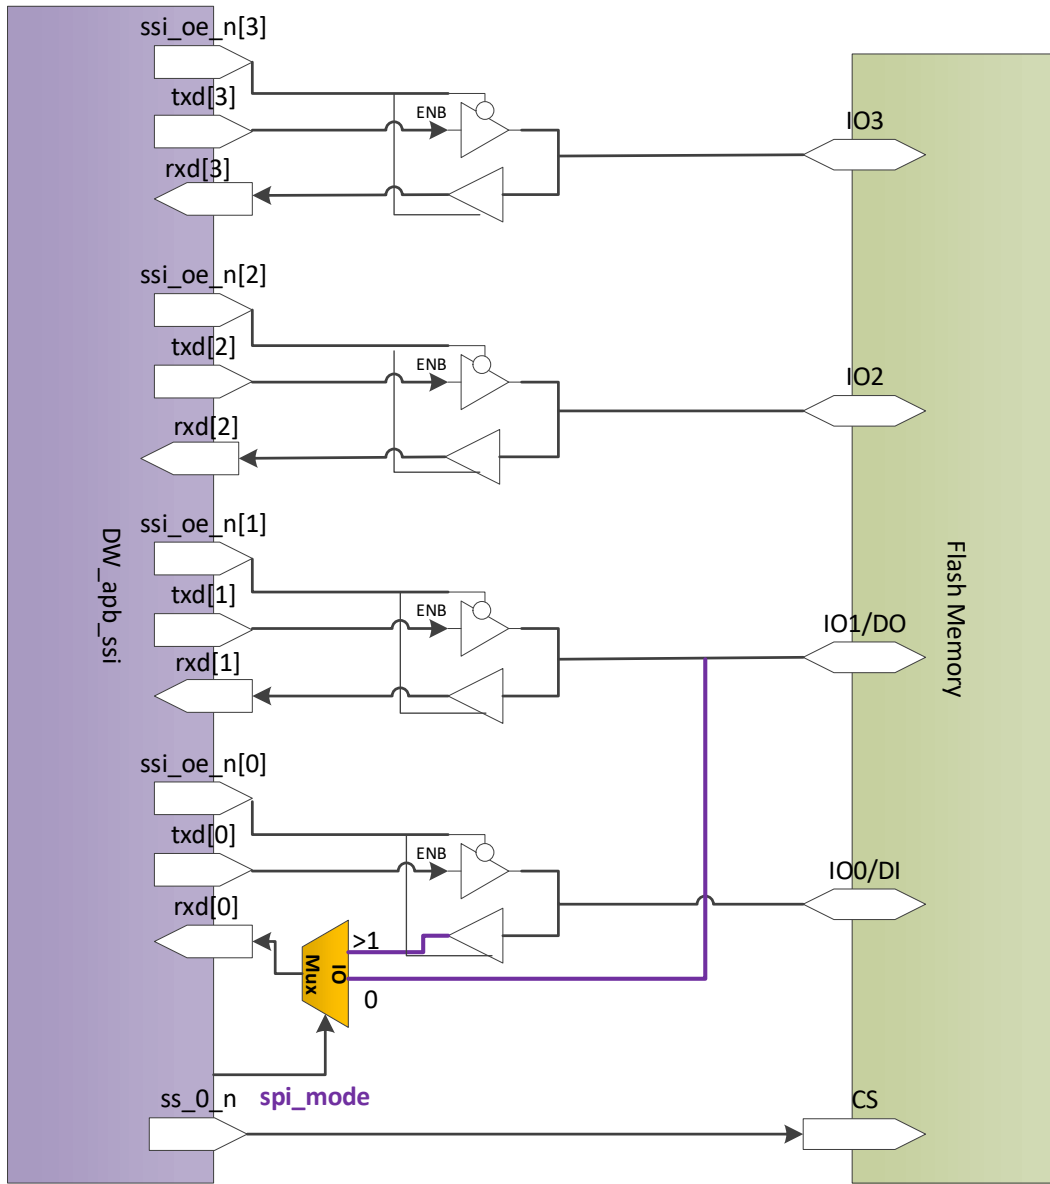 ssi_oe_n[3]
txd[3]
ENB
IO3
rxd[3]
ssi_oe_n[2]
txd[2]
ENB
IO2
rxd[2]
DW_apb_ssi
Flash Memory
ssi_oe_n[1]
txd[1]
ENB
IO1/DO
rxd[1]
ssi_oe_n[0]
txd[0]
ENB
IO0/DI
rxd[0]
>1
IO
Mux
0
spi_mode
ss_0_n
CS